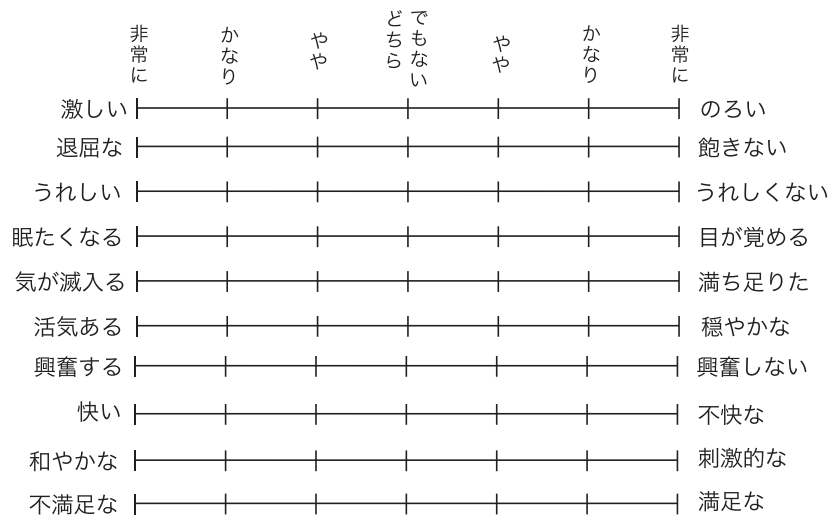 非常に
かなり
やや
どちら
でもない
やや
かなり
非常に
激しい のろい
退屈な 飽きない
うれしい うれしくない
眠たくなる 目が覚める
気が滅入る 満ち足りた
活気ある 穏やかな
興奮する 興奮しない
快い 不快な
和やかな 刺激的な
不満足な 満足な